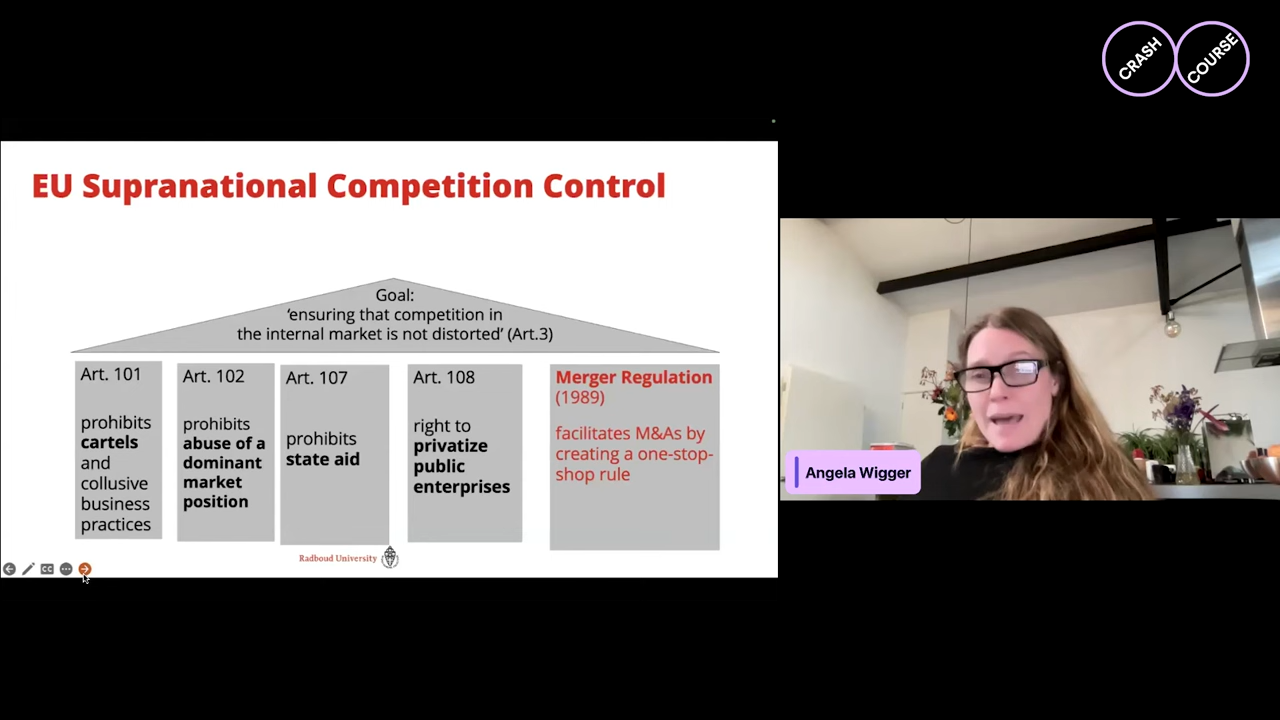 CRASH
COURSE
EU Supranational Competition Control
Goal:
‘ensuring that competition in
the internal market is not distorted’ (Art.3)
Art. 101
prohibits
cartels
and
collusive
business
practices
Art. 102
prohibits
abuse of a
dominant
market
position
Art. 107
prohibits
state aid
Art. 108
right to
privatize
public
enterprises
Merger Regulation
(1989)
facilitates M&As by
creating a one-stop-
shop rule
Radboud University
CC
Angela Wigger